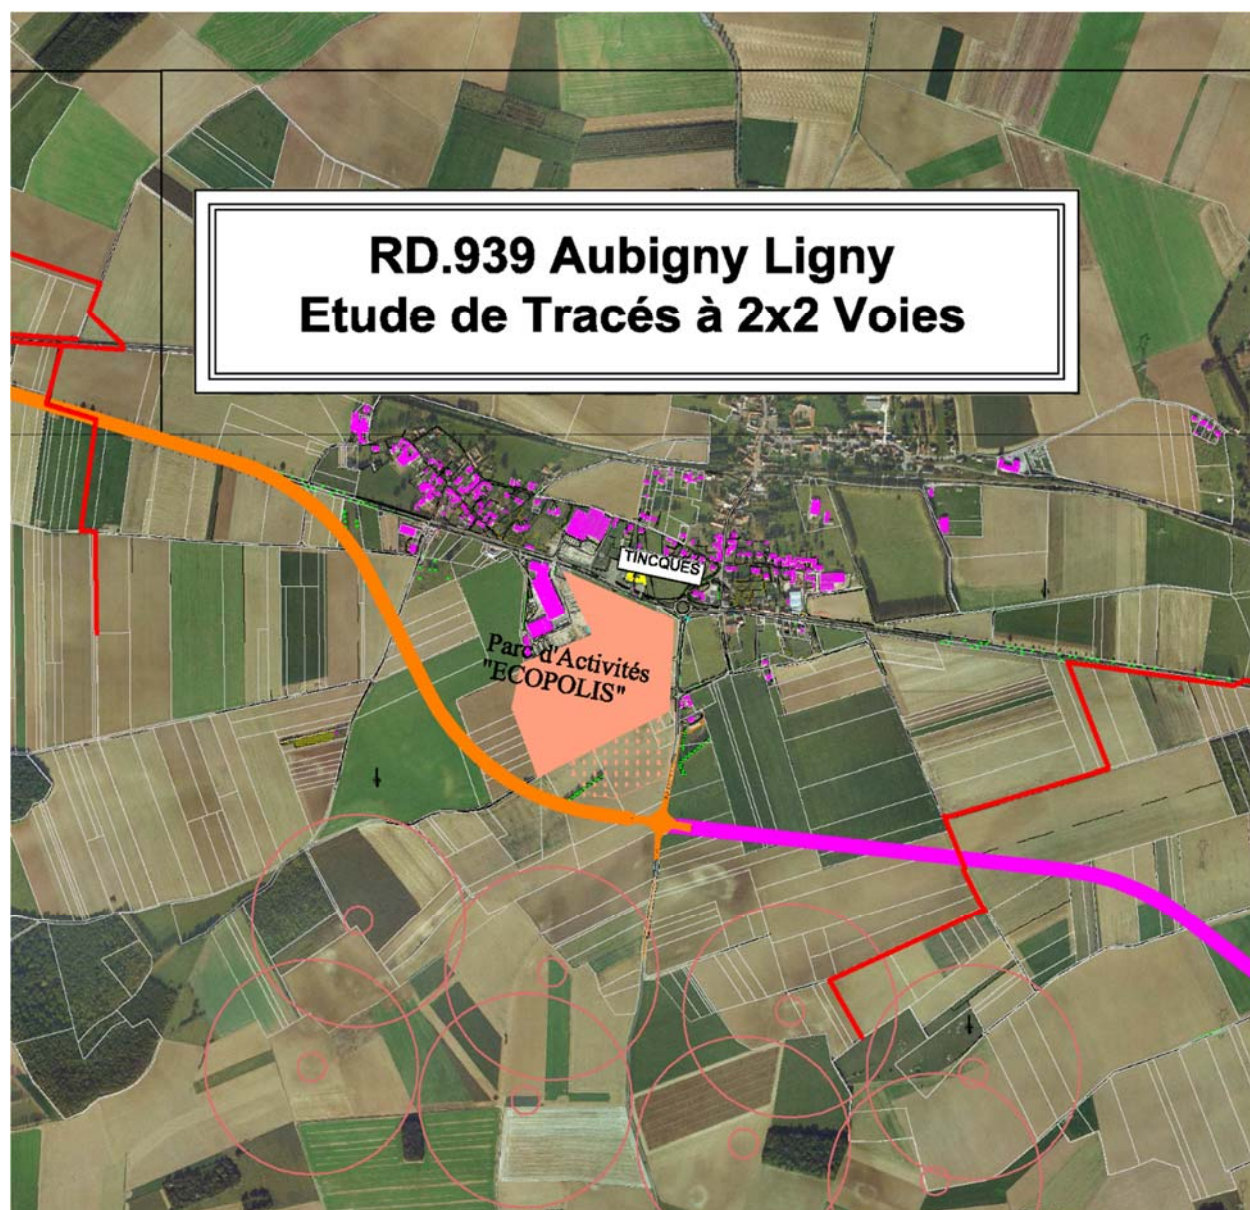 RD.939 Aubigny Ligny
Etude de Tracés à 2x2 Voies
TINCQUES
Parc d'Activités
"ECOPOLIS"